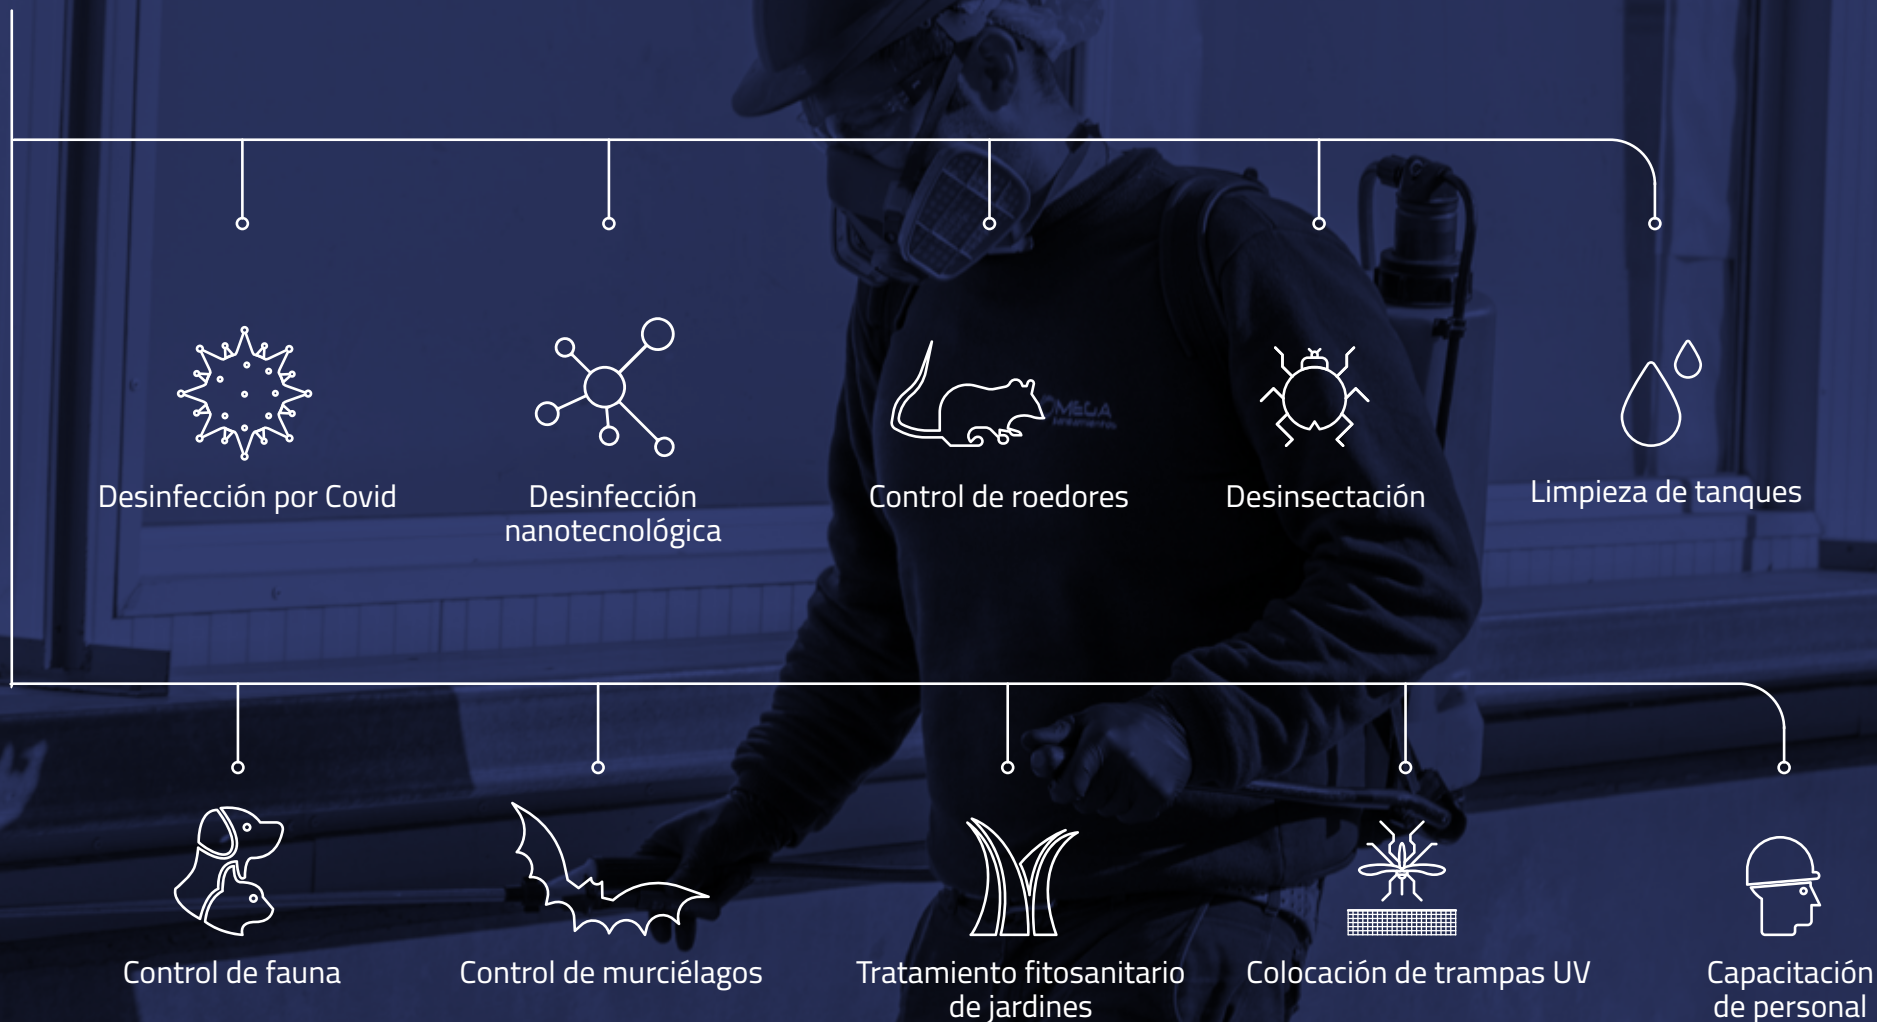 OMEGA
Desinfección por Covid
Desinfección
nanotecnológica
Control de roedores
Desinsectación
Limpieza de tanques
Control de fauna
Control de murciélagos
Tratamiento fitosanitario
de jardines
Colocación de trampas UV
Capacitación
de personal